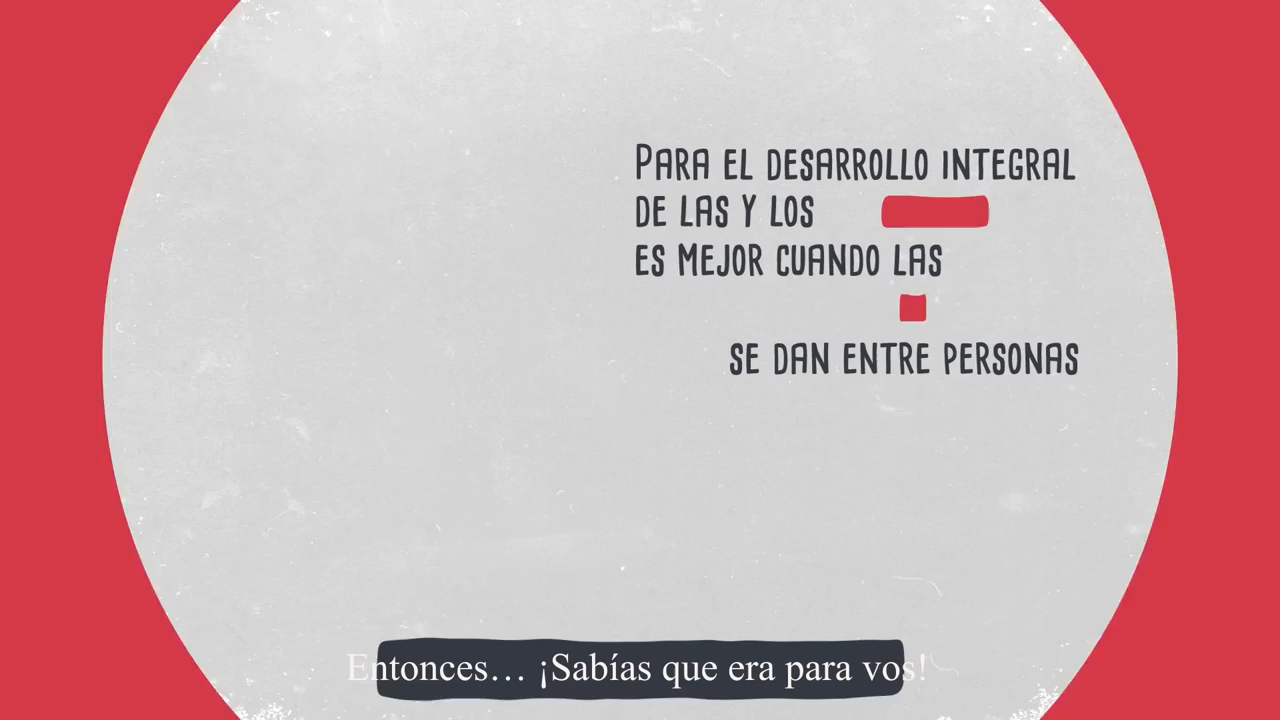 Para el desarrollo integral
de las y los
es mejor cuando las
se dan entre personas
Entonces… ¡Sabías que era para vos!